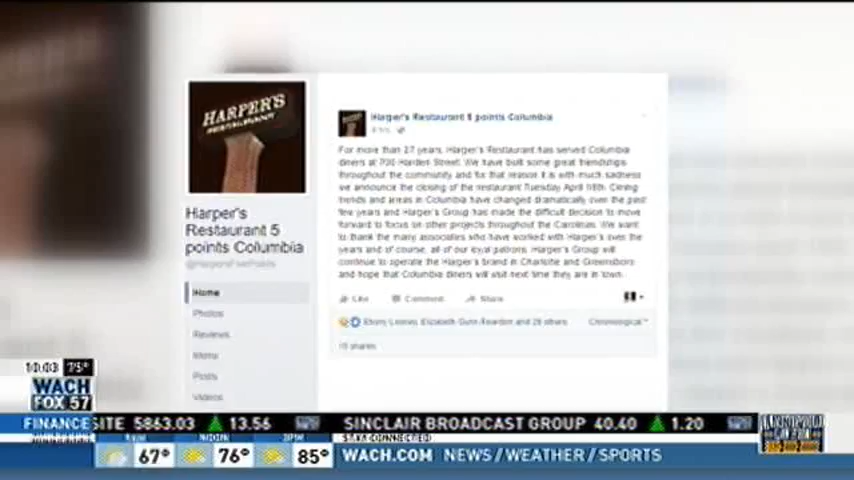 HARPER'S
Harper's Restaurant 5 points Columbia
For more than 27 years, Harper's Restaurant has served Columbia
diners at 700 Harden Street. We have built some great friendships
throughout the community and for that reason it is with much sadness
we announce the closing of the restaurant Tuesday April 18th. Dining
trends and areas in Columbia have changed dramatically over the past
few years and Harper's Group has made the difficult decision to move
forward to focus on other projects throughout the Carolinas. We want
to thank the many associates who have worked with Harper's over the
years and of course, all of our loyal patrons. Harper's Group will
continue to operate the Harper's brand in Charlotte and Greensboro
and hope that Columbia diners will visit next time they are in town.
Like Comment Share
and 28 others Chronological
shares
Harper's
Restaurant 5
points Columbia
Home
Photos
Reviews
Menu
Posts
Videos
10:03 75°
WACH
FOX 57
FINANCE SITE 5863.03 13.56 SINCLAIR BROADCAST GROUP 40.40 1.20
NOON
STAY CONNECTED
67° 76° 85° WACH.COM NEWS / WEATHER / SPORTS